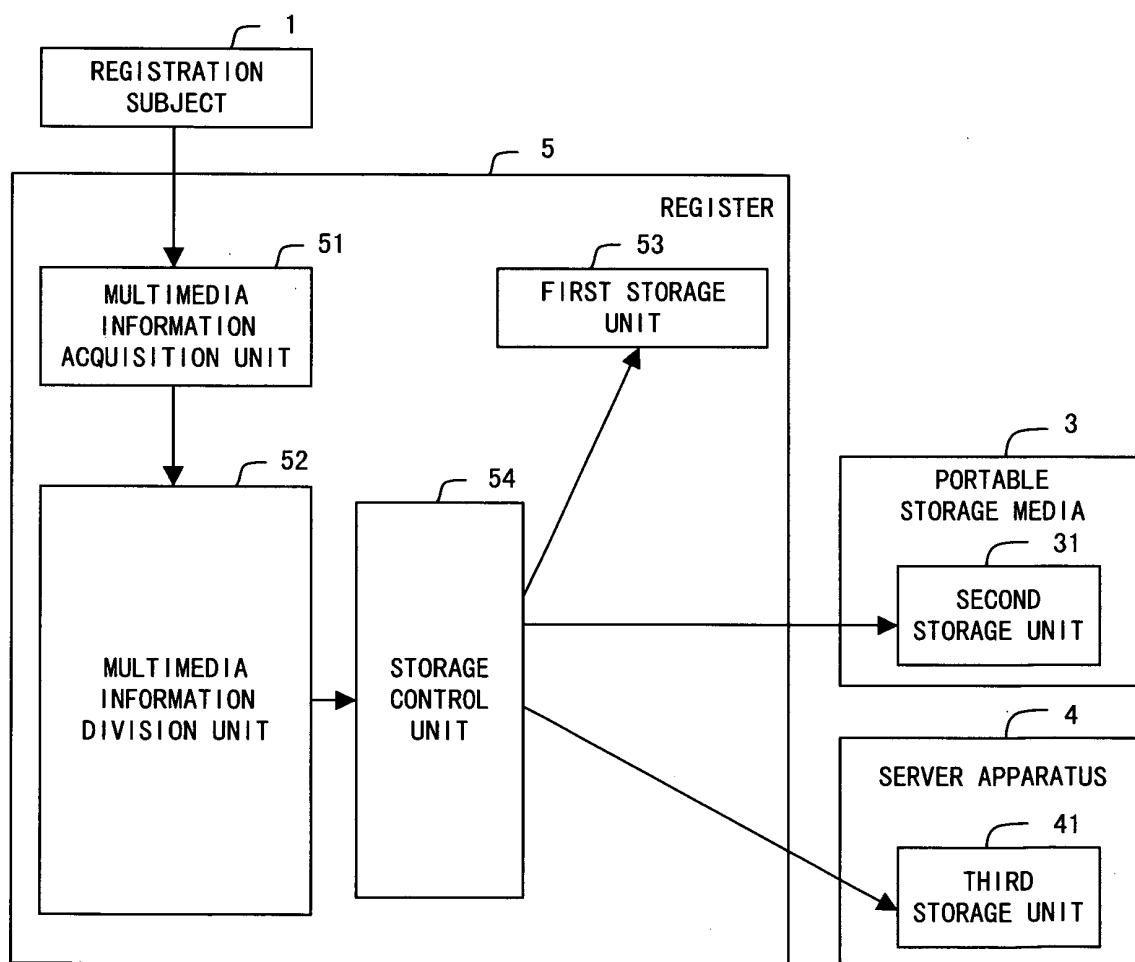 1
REGISTRATION
SUBJECT
5
REGISTER
51
MULTIMEDIA
INFORMATION
ACQUISITION UNIT
53
FIRST STORAGE
UNIT
52
MULTIMEDIA
INFORMATION
DIVISION UNIT
54
STORAGE
CONTROL
UNIT
3
PORTABLE
STORAGE MEDIA
31
SECOND
STORAGE UNIT
4
SERVER APPARATUS
41
THIRD
STORAGE UNIT